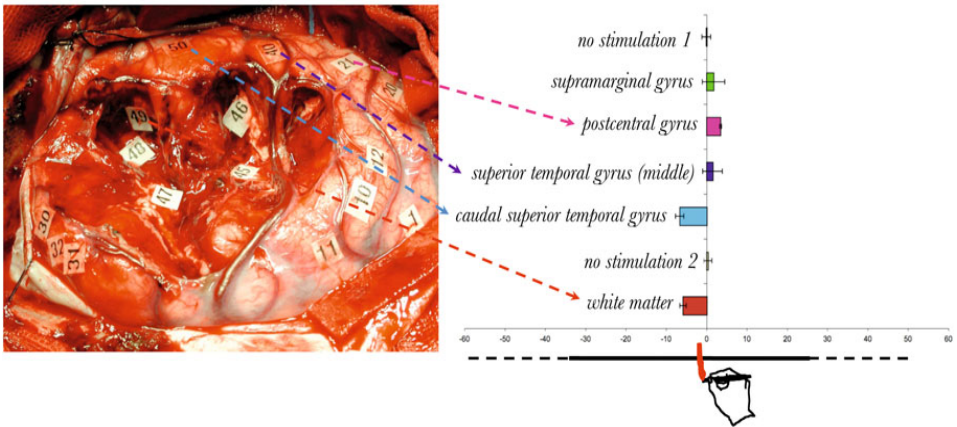 50
40
21
20
49
46
48
12
45
47
10
30
1
32
11
31
no stimulation 1
supramarginal gyrus
postcentral gyrus
superior temporal gyrus (middle)
caudal superior temporal gyrus
no stimulation 2
white matter
-60 -50 -40 -30 -20 -10 0 10 20 30 40 50 60